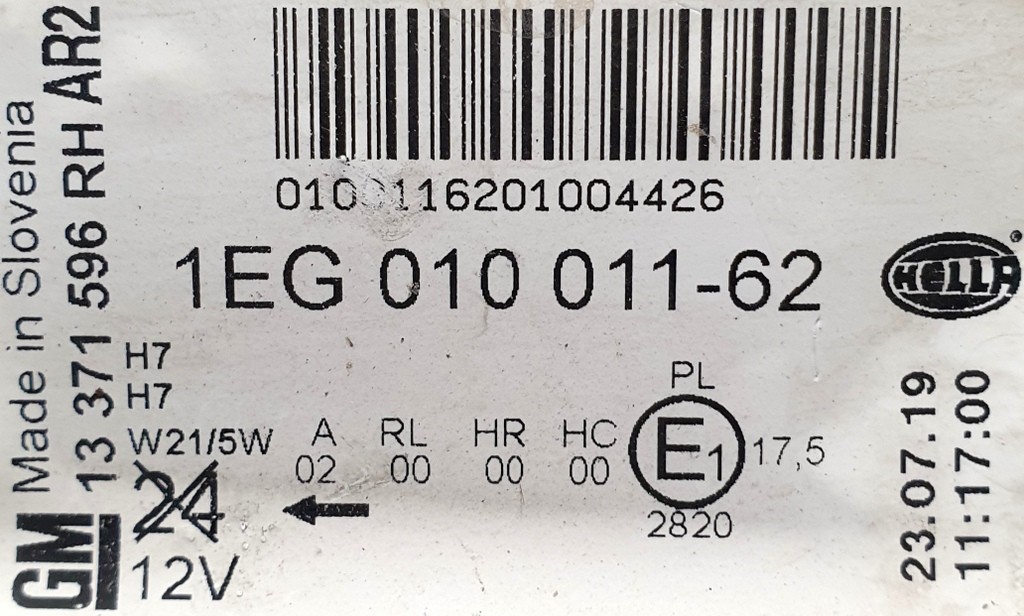 Made in Slovenia
GM 13 371 596 RH AR2
0100116201004426
1EG 010 011-62
HELLA
H7
H7
W21/5W
24
12V
A RL HR HC
02 00 00 00
PL
E1
17,5
2820
23.07.19
11:17:00